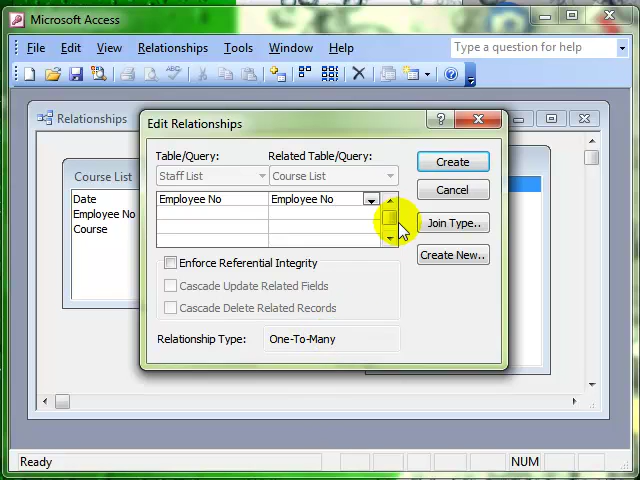 Microsoft Access
File Edit View Relationships Tools Window Help Type a question for help
Relationships
Course List
Date
Employee No
Course
Edit Relationships
Table/Query: Related Table/Query:
Staff List Course List
Employee No Employee No
Create
Cancel
Join Type..
Create New..
Enforce Referential Integrity
Cascade Update Related Fields
Cascade Delete Related Records
Relationship Type: One-To-Many
Ready NUM